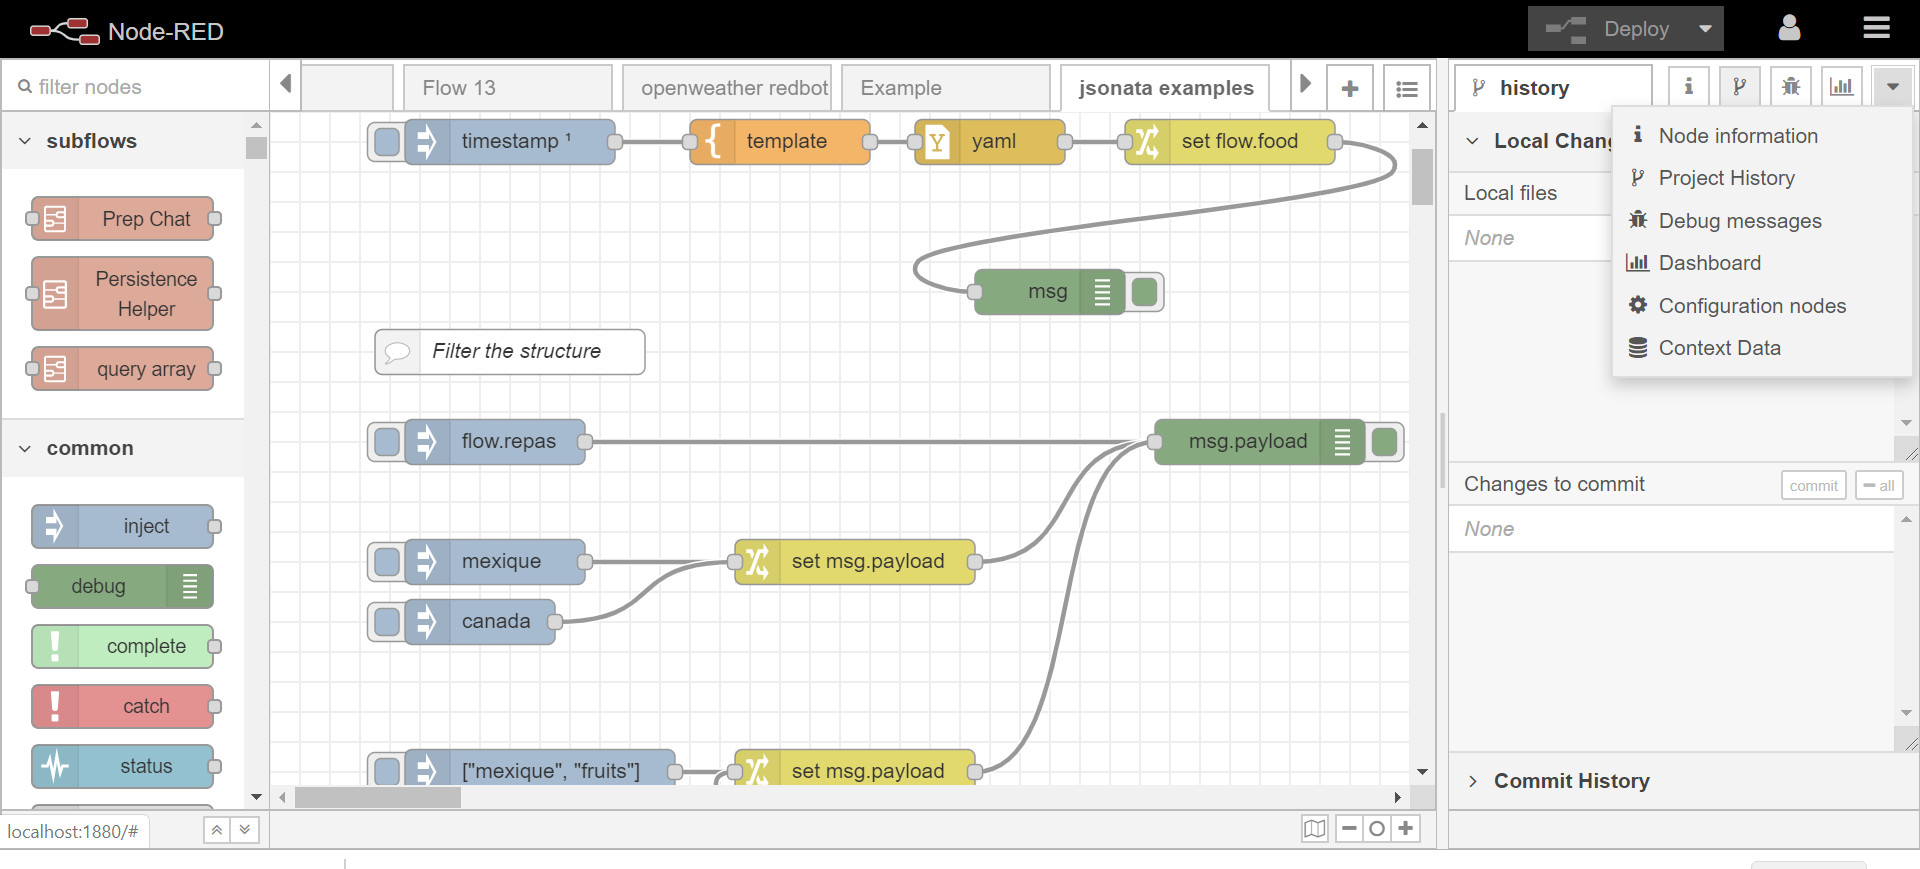 Node-RED
Deploy
filter nodes
Flow 13
openweather redbot
Example
jsonata examples
history
subflows
Prep Chat
Persistence
Helper
query array
common
inject
debug
complete
catch
status
timestamp ¹
template
yaml
set flow.food
msg
Filter the structure
flow.repas
msg.payload
mexique
set msg.payload
canada
["mexique", "fruits"]
set msg.payload
Local Chang
Local files
None
Node information
Project History
Debug messages
Dashboard
Configuration nodes
Context Data
Changes to commit
commit
all
None
Commit History
localhost:1880/#